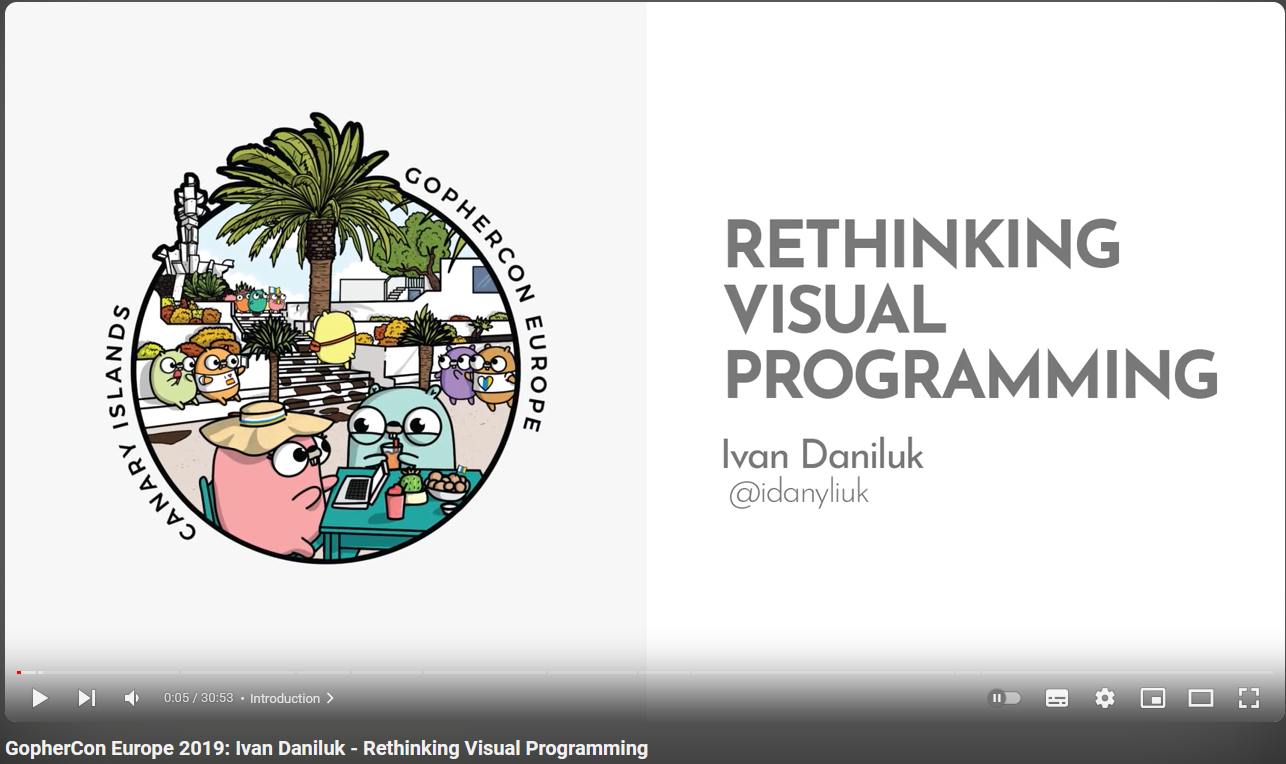 GOPHERCON EUROPE
CANARY ISLANDS
RETHINKING
VISUAL
PROGRAMMING
Ivan Daniluk
@idanyliuk
0:05 / 30:53 • Introduction
GopherCon Europe 2019: Ivan Daniluk - Rethinking Visual Programming